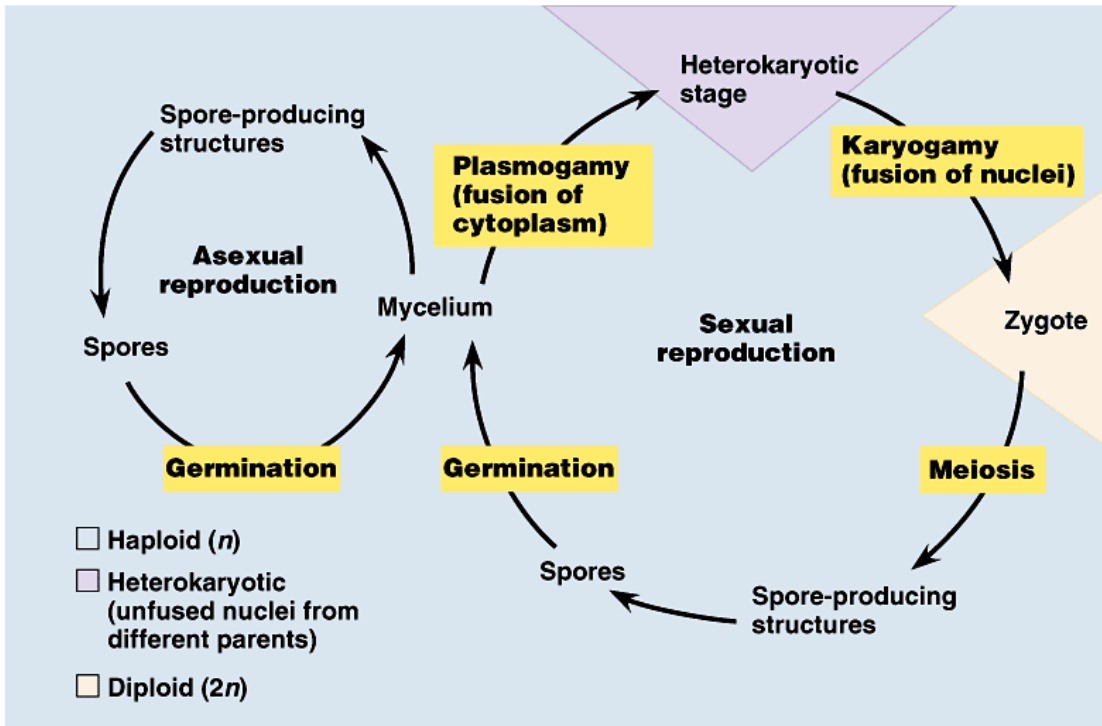 Heterokaryotic
stage
Spore-producing
structures
Karyogamy
(fusion of nuclei)
Plasmogamy
(fusion of
cytoplasm)
Asexual
reproduction
Mycelium
Zygote
Sexual
reproduction
Spores
Germination
Germination
Meiosis
Haploid (n)
Spores
Heterokaryotic
(unfused nuclei from
different parents)
Spore-producing
structures
Diploid (2n)